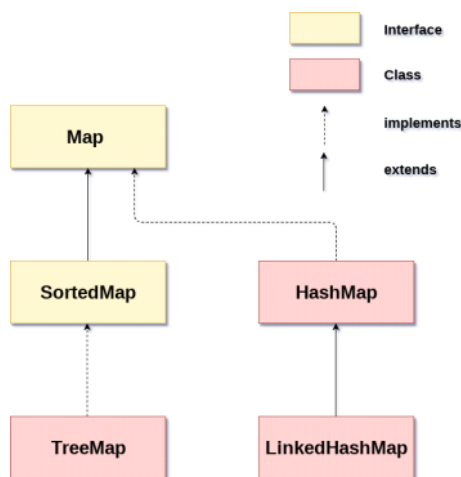 Interface
Class
implements
extends
Map
SortedMap
HashMap
TreeMap
LinkedHashMap